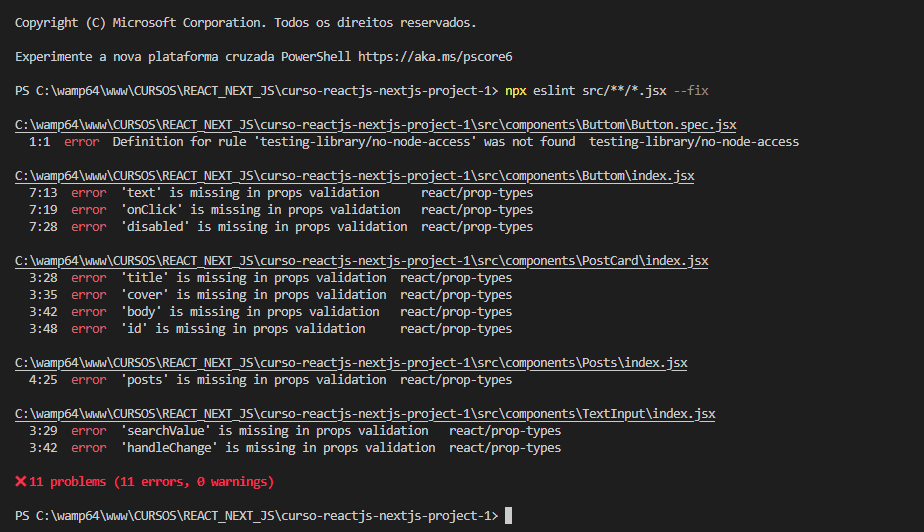 Copyright (C) Microsoft Corporation. Todos os direitos reservados.
Experimente a nova plataforma cruzada PowerShell https://aka.ms/pscore6
PS C:\wamp64\www\CURSOS\REACT_NEXT_JS\curso-reactjs-nextjs-project-1> npx eslint src/**/*.jsx --fix
C:\wamp64\www\CURSOS\REACT_NEXT_JS\curso-reactjs-nextjs-project-1\src\components\Buttom\Button.spec.jsx
1:1 error Definition for rule 'testing-library/no-node-access' was not found testing-library/no-node-access
C:\wamp64\www\CURSOS\REACT_NEXT_JS\curso-reactjs-nextjs-project-1\src\components\Buttom\index.jsx
7:13 error 'text' is missing in props validation react/prop-types
7:19 error 'onClick' is missing in props validation react/prop-types
7:28 error 'disabled' is missing in props validation react/prop-types
C:\wamp64\www\CURSOS\REACT_NEXT_JS\curso-reactjs-nextjs-project-1\src\components\PostCard\index.jsx
3:28 error 'title' is missing in props validation react/prop-types
3:35 error 'cover' is missing in props validation react/prop-types
3:42 error 'body' is missing in props validation react/prop-types
3:48 error 'id' is missing in props validation react/prop-types
C:\wamp64\www\CURSOS\REACT_NEXT_JS\curso-reactjs-nextjs-project-1\src\components\Posts\index.jsx
4:25 error 'posts' is missing in props validation react/prop-types
C:\wamp64\www\CURSOS\REACT_NEXT_JS\curso-reactjs-nextjs-project-1\src\components\TextInput\index.jsx
3:29 error 'searchValue' is missing in props validation react/prop-types
3:42 error 'handleChange' is missing in props validation react/prop-types
✖ 11 problems (11 errors, 0 warnings)
PS C:\wamp64\www\CURSOS\REACT_NEXT_JS\curso-reactjs-nextjs-project-1>